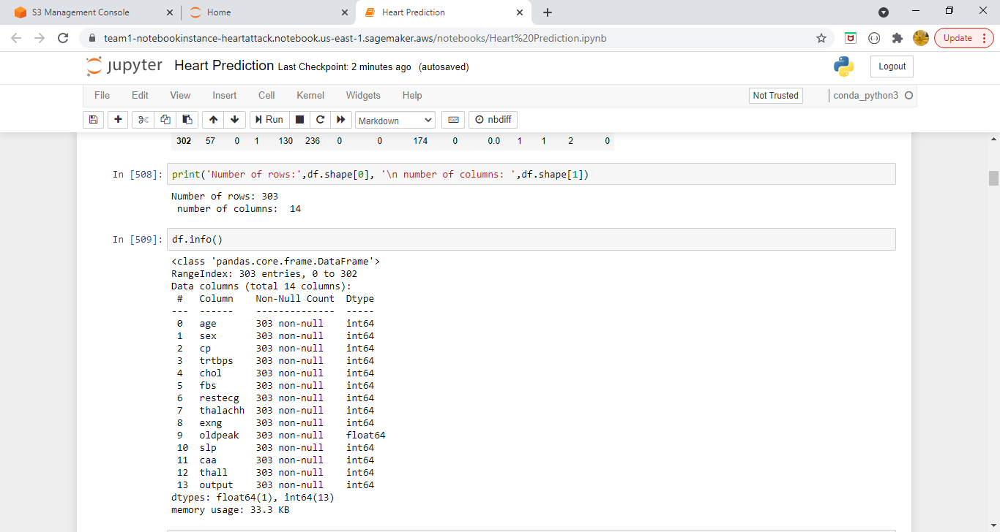 S3 Management Console
Home
Heart Prediction
team1-notebookinstance-heartattack.notebook.us-east-1.sagemaker.aws/notebooks/Heart%20Prediction.ipynb
Update
jupyter Heart Prediction Last Checkpoint: 2 minutes ago (autosaved)
Logout
File Edit View Insert Cell Kernel Widgets Help
Not Trusted
conda_python3
Run
Markdown
nbdiff
302 57 0 1 130 236 0 0 174 0 0.0 1 1 2 0
In [508]: print('Number of rows:',df.shape[0], '\n number of columns: ',df.shape[1])
Number of rows: 303
number of columns:  14
In [509]: df.info()
<class 'pandas.core.frame.DataFrame'>
RangeIndex: 303 entries, 0 to 302
Data columns (total 14 columns):
 #   Column    Non-Null Count  Dtype
---  ------    --------------  -----
 0   age       303 non-null    int64
 1   sex       303 non-null    int64
 2   cp        303 non-null    int64
 3   trtbps    303 non-null    int64
 4   chol      303 non-null    int64
 5   fbs       303 non-null    int64
 6   restecg   303 non-null    int64
 7   thalachh  303 non-null    int64
 8   exng      303 non-null    int64
 9   oldpeak   303 non-null    float64
 10  slp       303 non-null    int64
 11  caa       303 non-null    int64
 12  thall     303 non-null    int64
 13  output    303 non-null    int64
dtypes: float64(1), int64(13)
memory usage: 33.3 KB